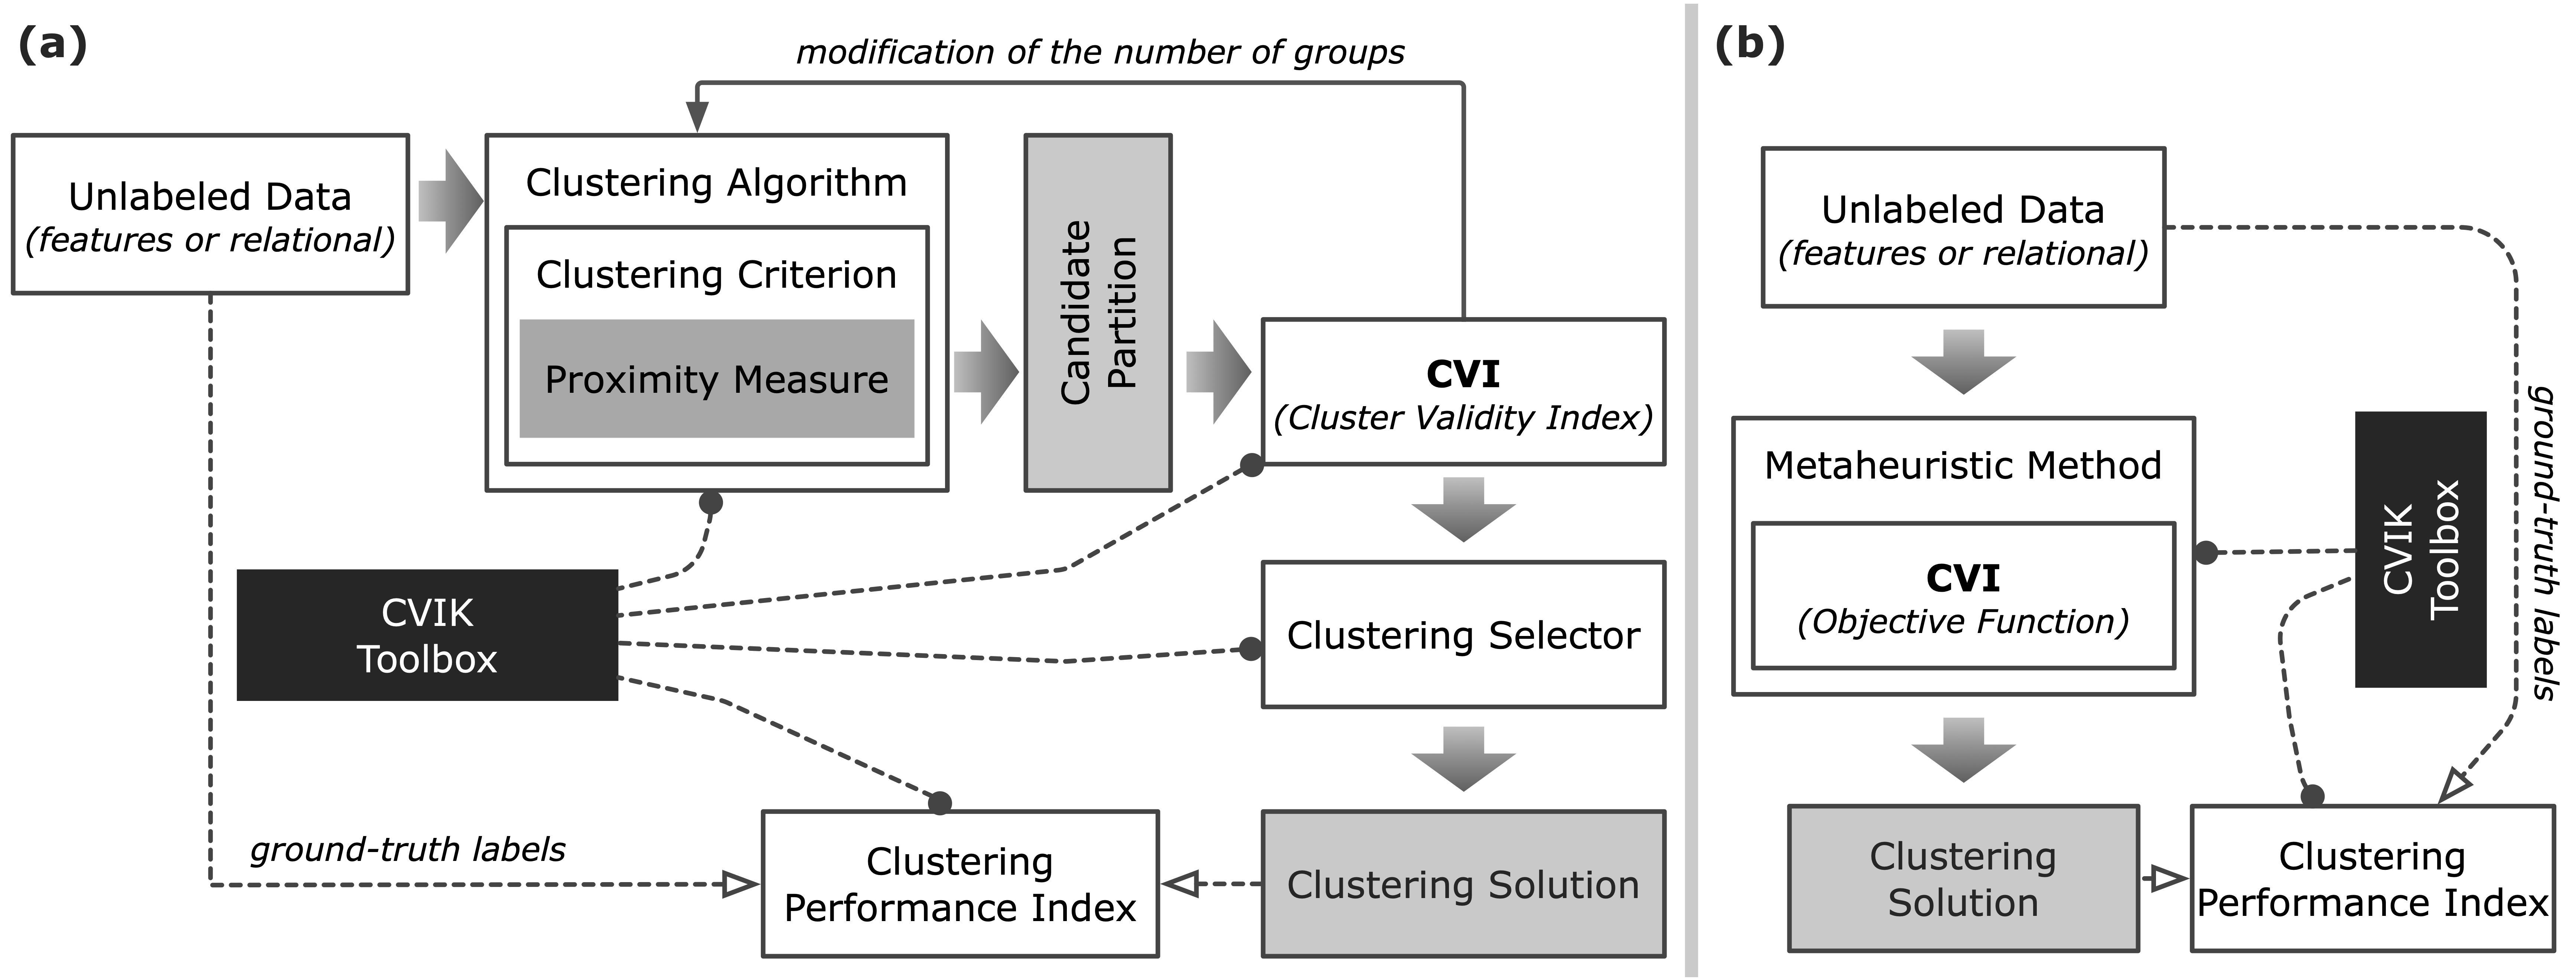 (a)
modification of the number of groups
Unlabeled Data
(features or relational)
Clustering Algorithm
Clustering Criterion
Proximity Measure
Candidate
Partition
CVI
(Cluster Validity Index)
CVIK
Toolbox
Clustering Selector
ground-truth labels
Clustering
Performance Index
Clustering Solution
(b)
Unlabeled Data
(features or relational)
ground-truth labels
Metaheuristic Method
CVI
(Objective Function)
CVIK
Toolbox
Clustering
Solution
Clustering
Performance Index